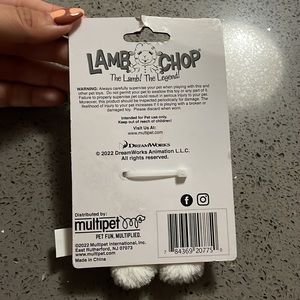 LAMB CHOP
The Lamb! The Legend!
WARNING: Always carefully supervise your pet when playing with this and
other pet toys. Do not permit your pet to swallow this toy or any part of it.
Failure to properly supervise pet could result in serious injury to your pet.
Moreover, this product should be inspected periodically for damage. The
likelihood of injury to your pet increases if it is playing with a broken or
damaged toy. Discard when damaged.
Intended For Pet use only.
Keep out of reach of children!
Visit Us At:
www.multipet.com
DREAMWORKS
© 2022 DreamWorks Animation L.L.C.
All rights reserved.
Distributed by:
multipet
PET FUN, MULTIPLIED.
©2022 Multipet International, Inc.
East Rutherford, NJ 07073
www.multipet.com
Made in China
7 84369 20775